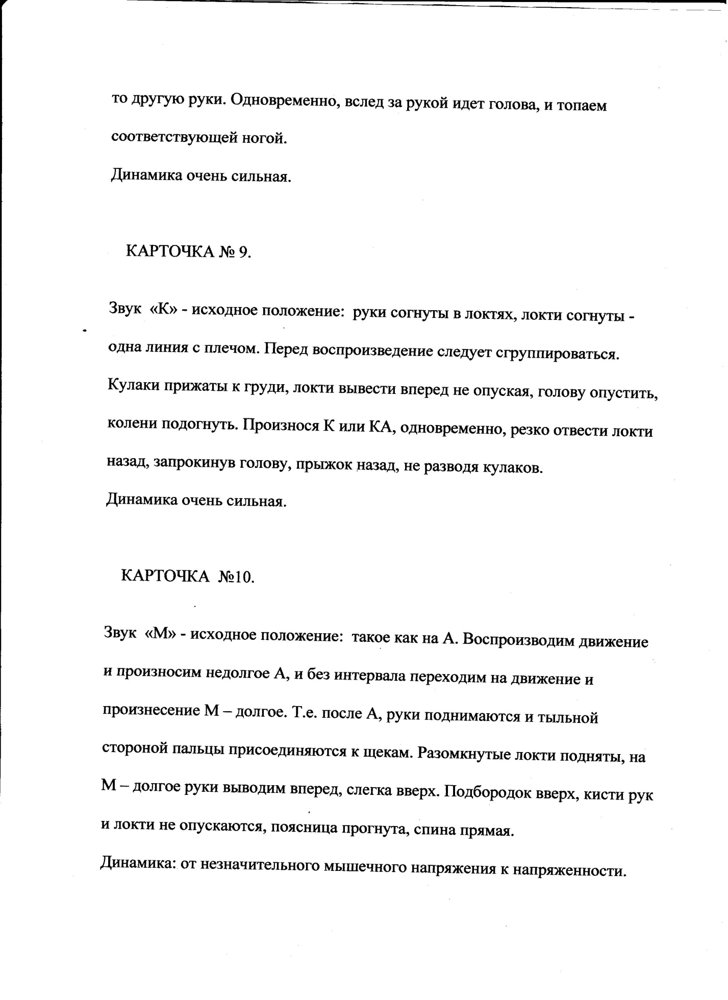 то другую руки. Одновременно, вслед за рукой идет голова, и топаем
соответствующей ногой.
Динамика очень сильная.
КАРТОЧКА № 9.
Звук «К» - исходное положение: руки согнуты в локтях, локти согнуты -
одна линия с плечом. Перед воспроизведение следует сгруппироваться.
Кулаки прижаты к груди, локти вывести вперед не опуская, голову опустить,
колени подогнуть. Произнося К или КА, одновременно, резко отвести локти
назад, запрокинув голову, прыжок назад, не разводя кулаков.
Динамика очень сильная.
КАРТОЧКА №10.
Звук «М» - исходное положение: такое как на А. Воспроизводим движение
и произносим недолгое А, и без интервала переходим на движение и
произнесение М – долгое. Т.е. после А, руки поднимаются и тыльной
стороной пальцы присоединяются к щекам. Разомкнутые локти подняты, на
М – долгое руки выводим вперед, слегка вверх. Подбородок вверх, кисти рук
и локти не опускаются, поясница прогнута, спина прямая.
Динамика: от незначительного мышечного напряжения к напряженности.